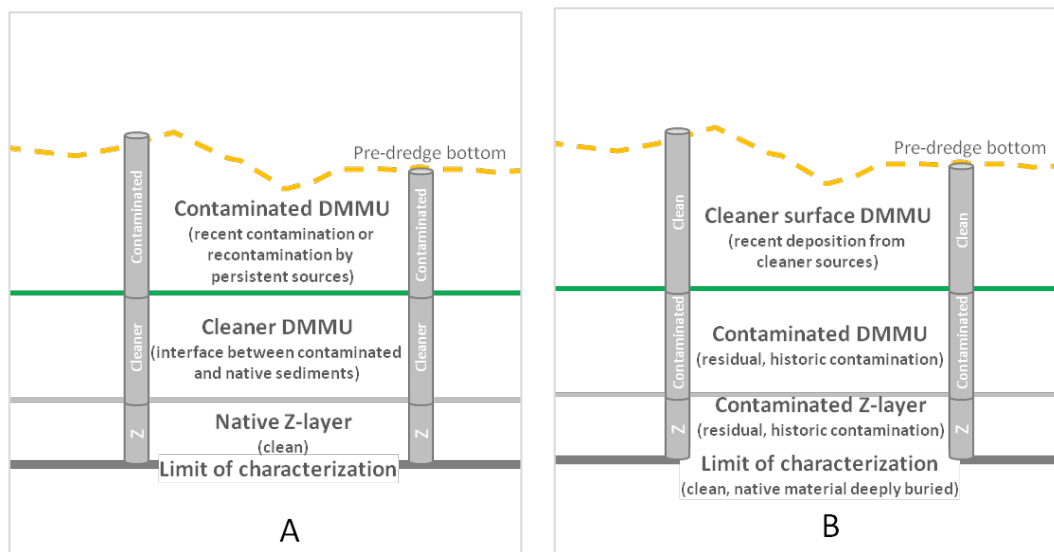 Pre-dredge bottom
Contaminated
Contaminated
Contaminated DMMU
(recent contamination or
recontamination by
persistent sources)
Cleaner
Cleaner
Cleaner DMMU
(interface between contaminated
and native sediments)
Z
Z
Native Z-layer
(clean)
Limit of characterization
A
Pre-dredge bottom
Clean
Clean
Cleaner surface DMMU
(recent deposition from
cleaner sources)
Contaminated
Contaminated
Contaminated DMMU
(residual, historic contamination)
Z
Z
Contaminated Z-layer
(residual, historic contamination)
Limit of characterization
(clean, native material deeply buried)
B